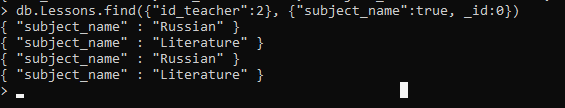 > db.Lessons.find({"id_teacher":2}, {"subject_name":true, _id:0})
{ "subject_name" : "Russian" }
{ "subject_name" : "Literature" }
{ "subject_name" : "Russian" }
{ "subject_name" : "Literature" }
>